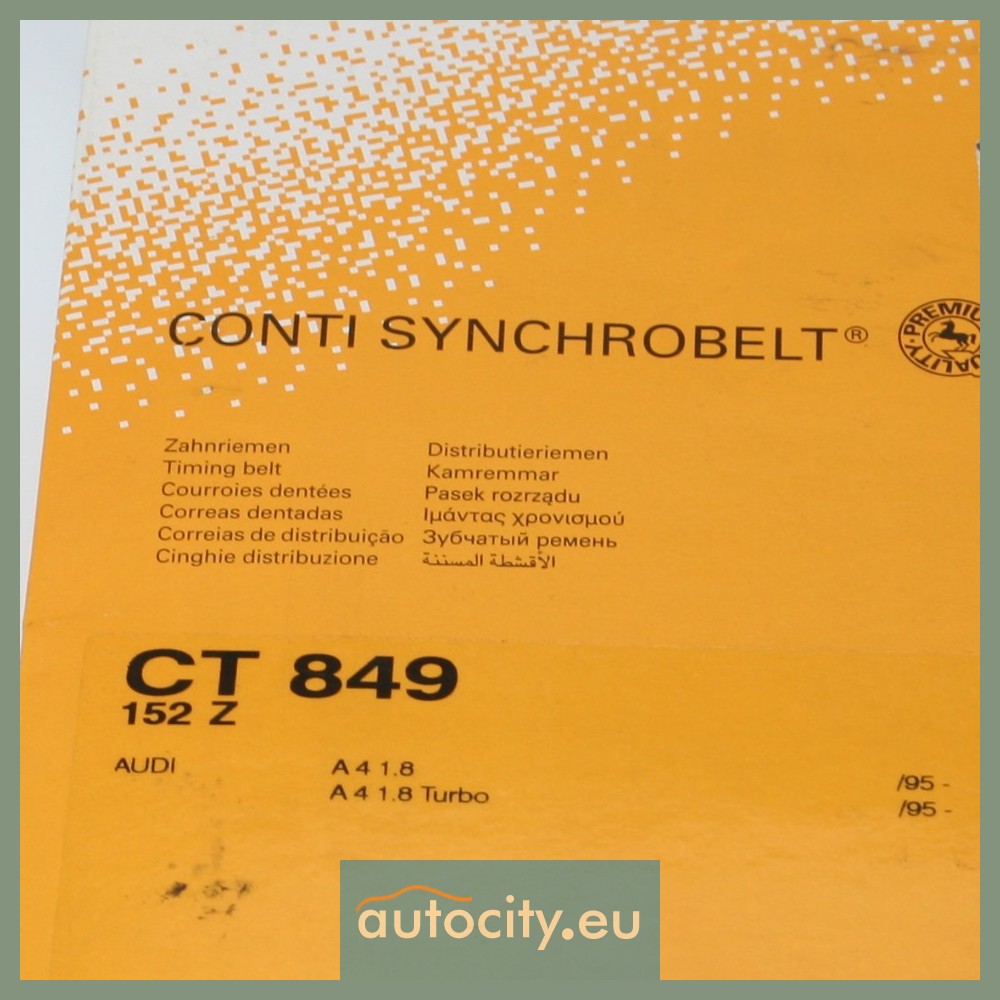 CONTI SYNCHROBELT®
PREMIUM
QUALITY
Zahnriemen
Timing belt
Courroies dentées
Correas dentadas
Correias de distribuição
Cinghie distribuzione
Distributieriemen
Kamremmar
Pasek rozrządu
Ιμάντας χρονισμού
Зубчатый ремень
الأقشطة المسننة
CT 849
152 Z
AUDI A 4 1.8 /95 -
A 4 1.8 Turbo /95 -
autocity.eu